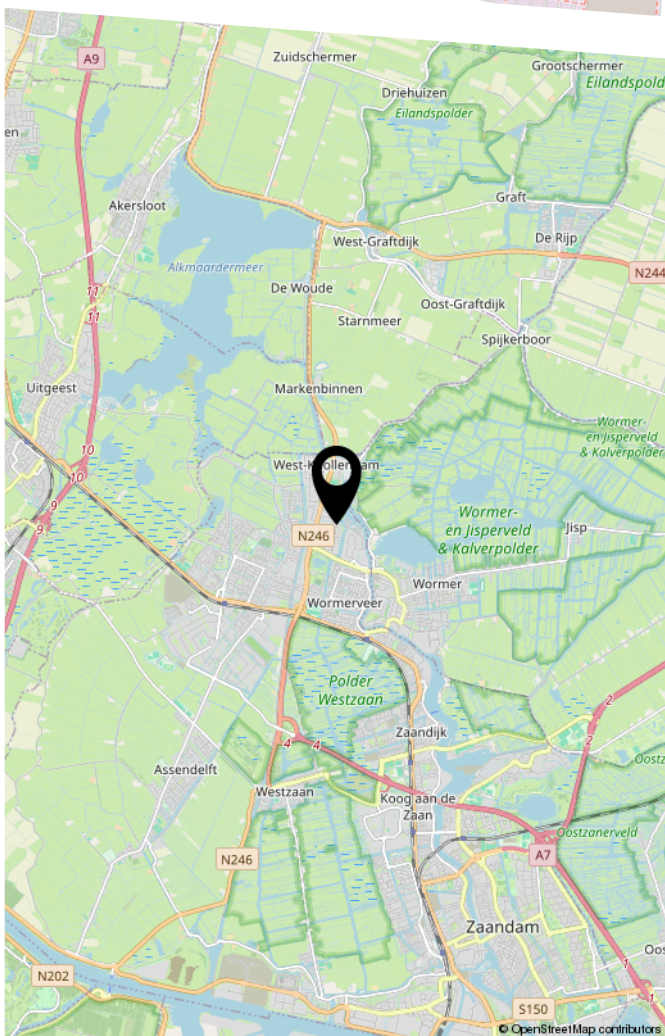 A9
Zuidschermer
Grootschermer
Driehuizen
Eilandspold
Eilandspolder
en
Akersloot
Graft
West-Graftdijk
De Rijp
Alkmaardermeer
N244
De Woude
11
11
Oost-Graftdijk
Starnmeer
Spijkerboor
Uitgeest
Markenbinnen
Wormer-
en Jisperveld
& Kalverpolder
10
10
9
9
Wormer-
en Jisperveld
& Kalverpolder
Jisp
N246
Wormer
Wormerveer
Polder
Westzaan
2
2
Zaandijk
4
4
Assendelft
Oostz
Westzaan
Koog aan de
Zaan
Oostzanerveld
N246
A7
Zaandam
Oos
N202
1
1
S150
© OpenStreetMap contributors